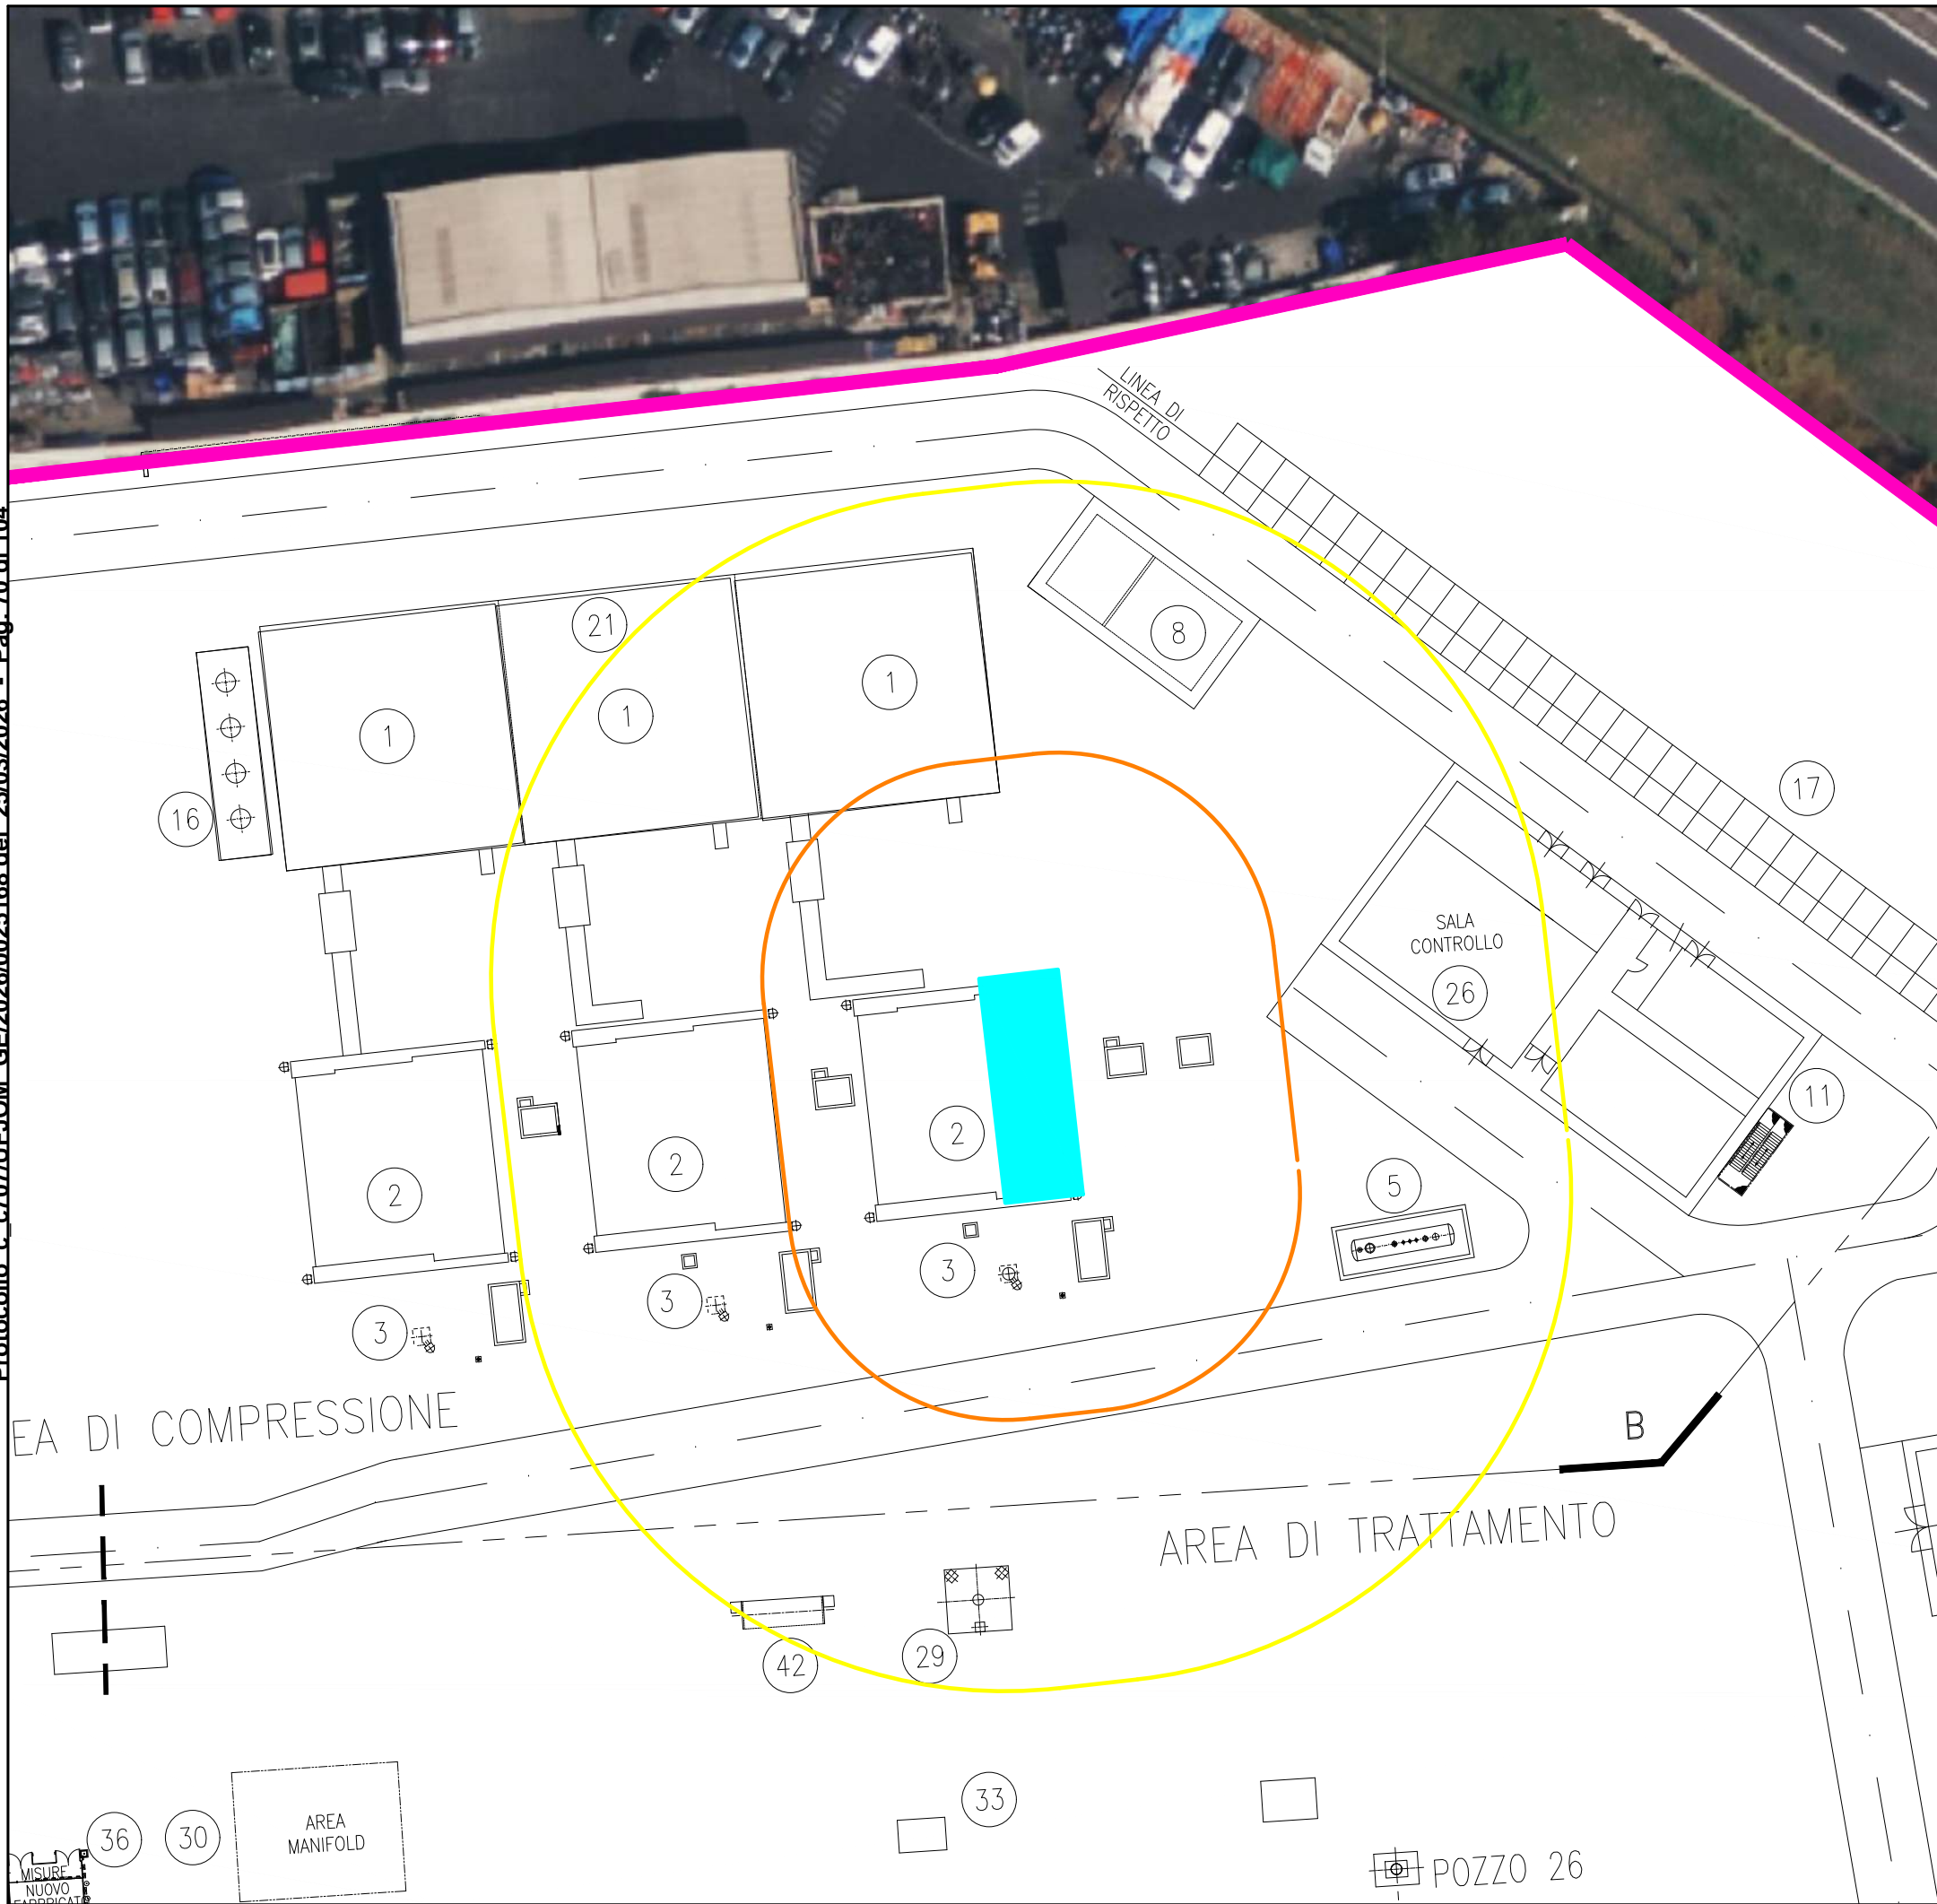 LINEA DI
RISPETTO
21
8
1
1
1
17
16
SALA
CONTROLLO
26
11
2
2
2
5
3
3
3
EA DI COMPRESSIONE
B
AREA DI TRATTAMENTO
42
29
33
36
30
AREA
MANIFOLD
MISURE
NUOVO
POZZO 26